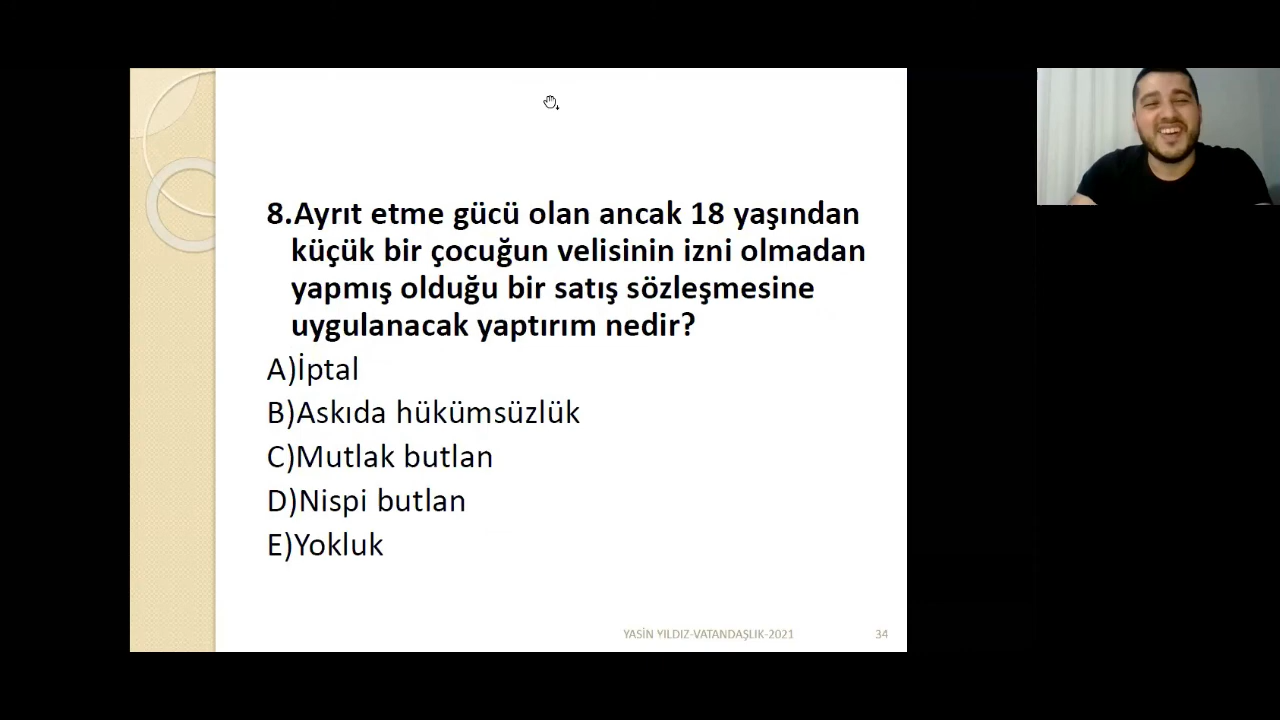 8.Ayrıt etme gücü olan ancak 18 yaşından
küçük bir çocuğun velisinin izni olmadan
yapmış olduğu bir satış sözleşmesine
uygulanacak yaptırım nedir?
A)İptal
B)Askıda hükümsüzlük
C)Mutlak butlan
D)Nispi butlan
E)Yokluk
YASİN YILDIZ-VATANDAŞLIK-2021 34